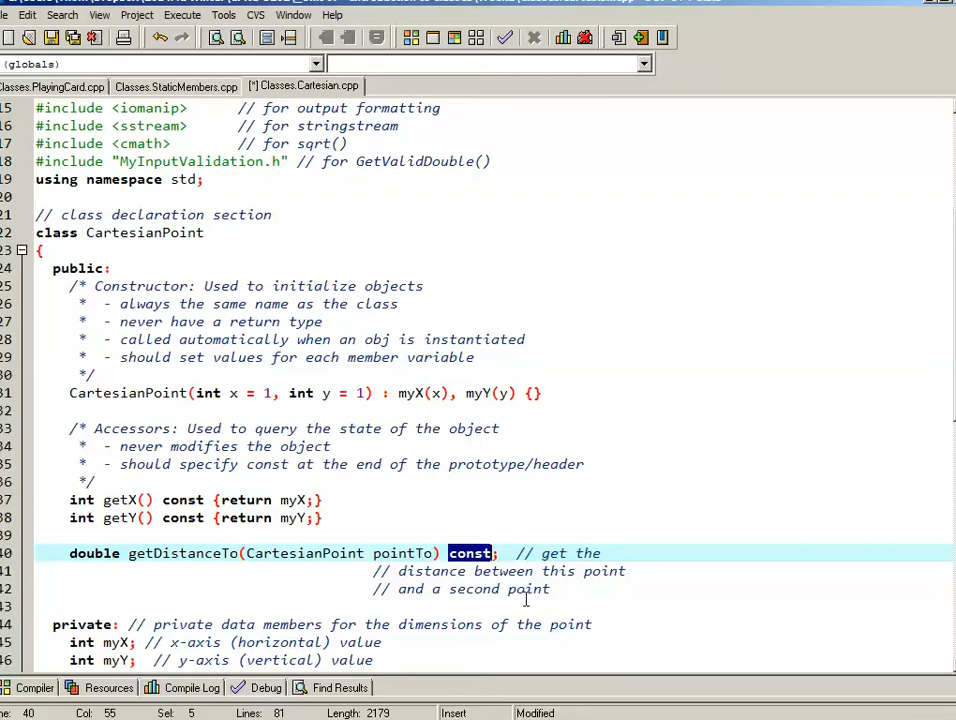 Edit Search View Project Execute Tools CVS Window Help
(globals)
Classes.PlayingCard.cpp Classes.StaticMembers.cpp [*] Classes.Cartesian.cpp
15 #include <iomanip> // for output formatting
16 #include <sstream> // for stringstream
17 #include <cmath> // for sqrt()
18 #include "MyInputValidation.h" // for GetValidDouble()
19 using namespace std;
20
21 // class declaration section
22 class CartesianPoint
23 {
24 public:
25 /* Constructor: Used to initialize objects
26 * - always the same name as the class
27 * - never have a return type
28 * - called automatically when an obj is instantiated
29 * - should set values for each member variable
30 */
31 CartesianPoint(int x = 1, int y = 1) : myX(x), myY(y) {}
32
33 /* Accessors: Used to query the state of the object
34 * - never modifies the object
35 * - should specify const at the end of the prototype/header
36 */
37 int getX() const {return myX;}
38 int getY() const {return myY;}
39
40 double getDistanceTo(CartesianPoint pointTo) const; // get the
41 // distance between this point
42 // and a second point
43
44 private: // private data members for the dimensions of the point
45 int myX; // x-axis (horizontal) value
46 int myY; // y-axis (vertical) value
Compiler Resources Compile Log Debug Find Results
40 Col: 55 Sel: 5 Lines: 81 Length: 2179 Insert Modified